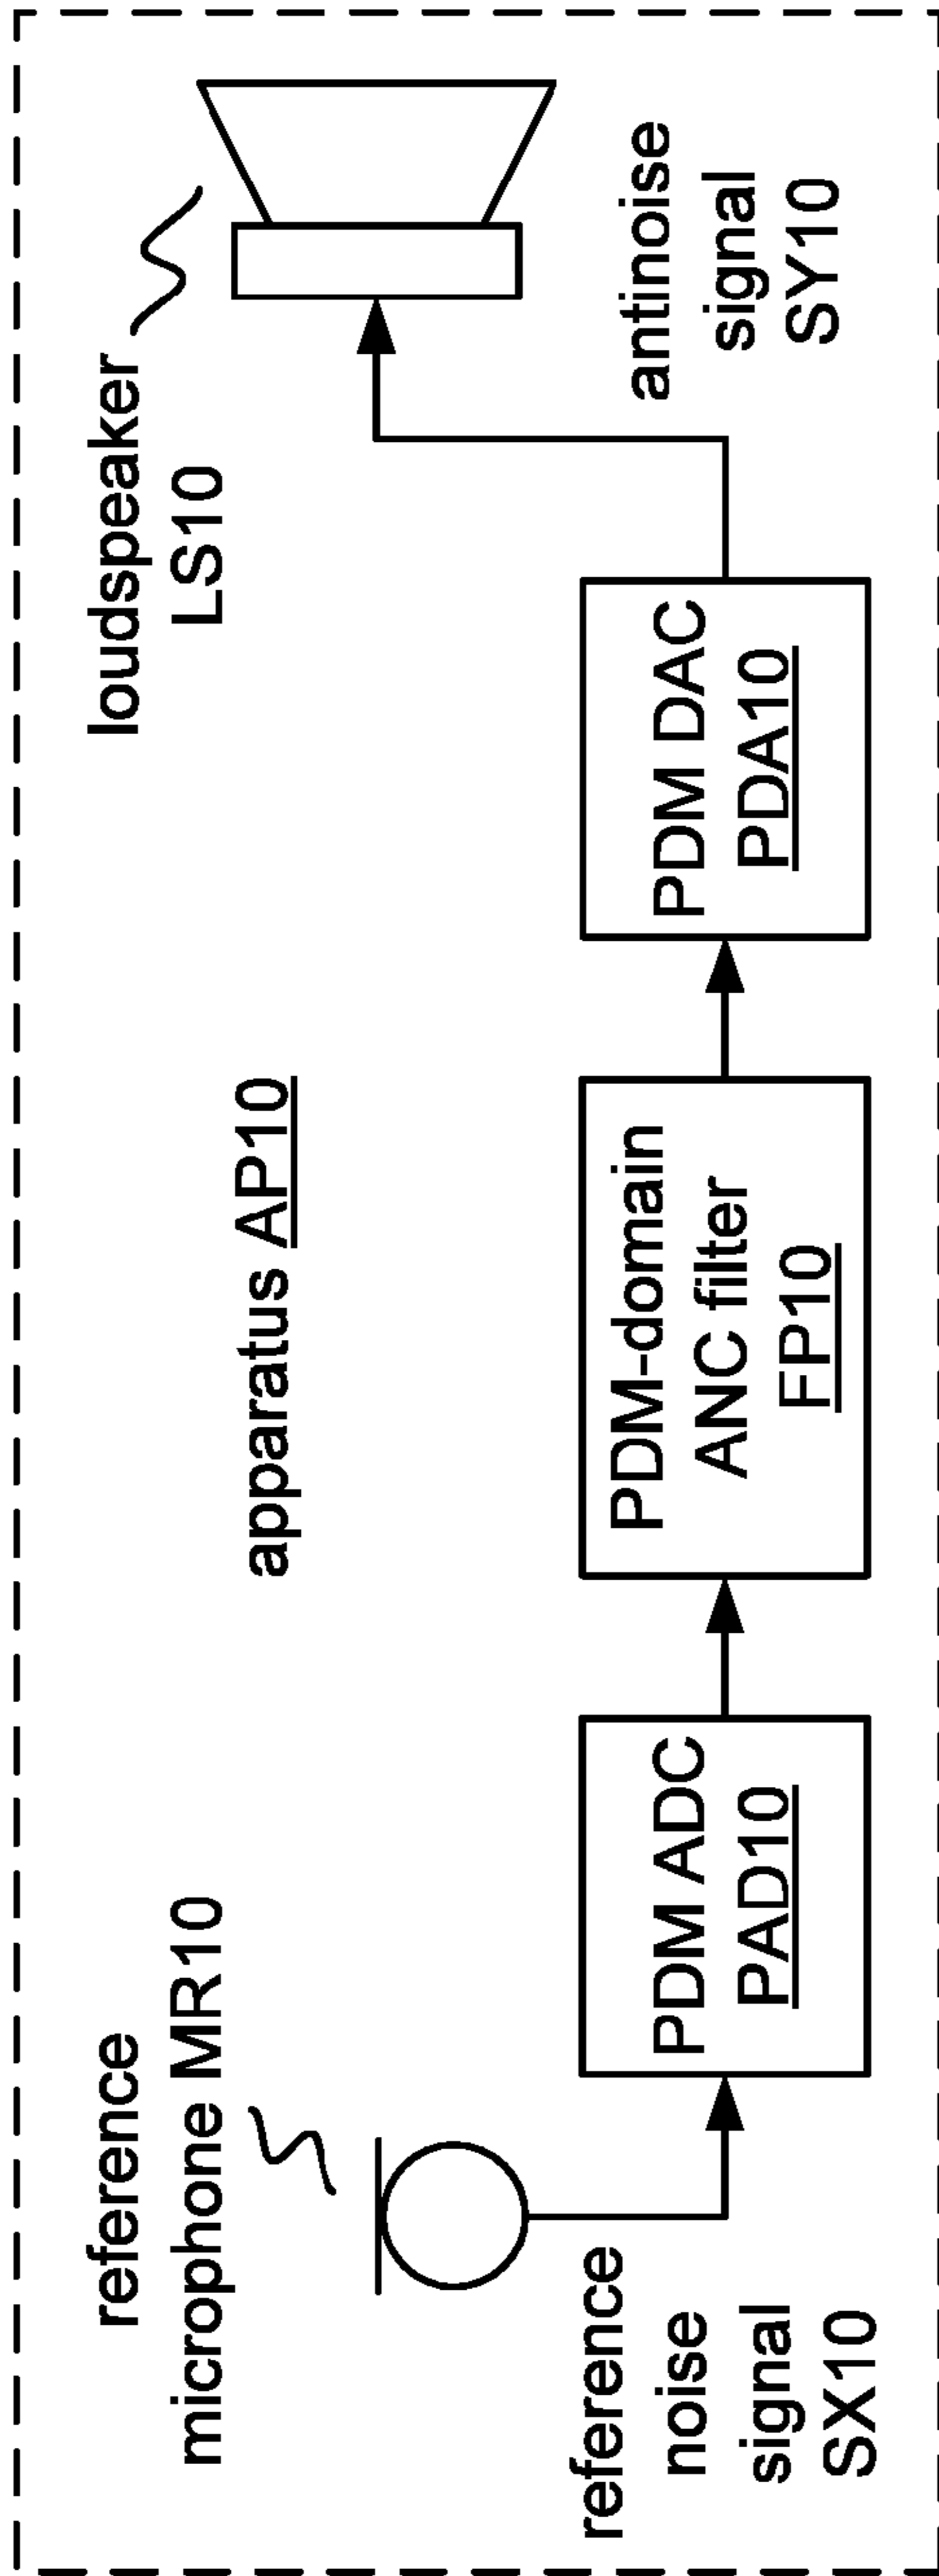 reference
microphone MR10
apparatus AP10
loudspeaker
LS10
reference
noise
signal
SX10
PDM ADC
PAD10
PDM-domain
ANC filter
FP10
PDM DAC
PDA10
antinoise
signal
SY10